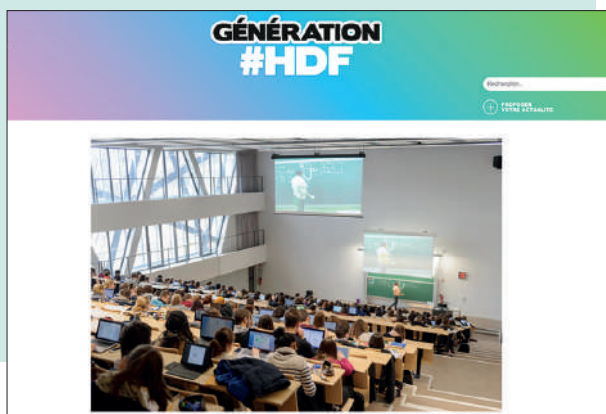 GÉNÉRATION
#HDF
Rechercher...
PROPOSER
VOTRE ACTUALITÉ